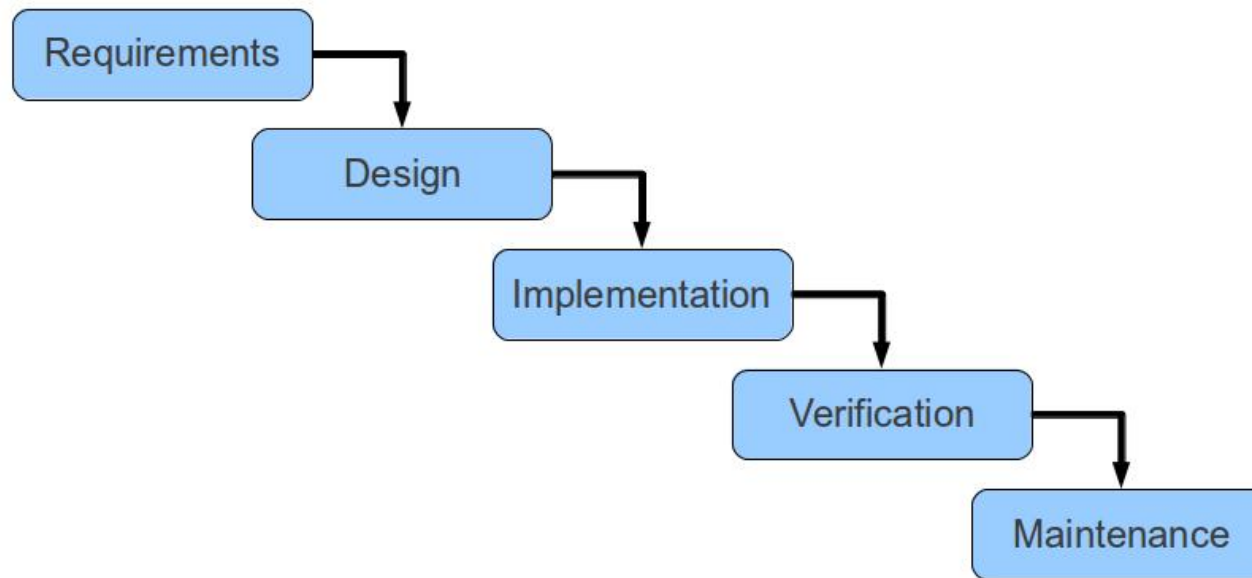 Requirements
Design
Implementation
Verification
Maintenance